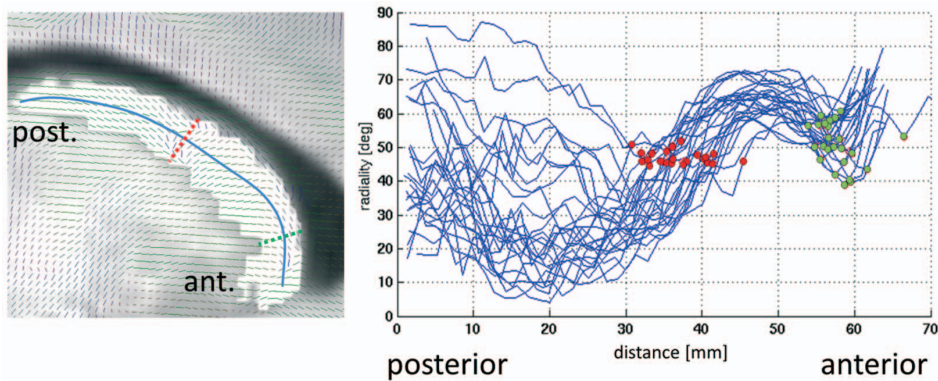 post.
ant.
radiality [deg]
90
80
70
60
50
40
30
20
10
0
0 10 20 30 40 50 60 70
distance [mm]
posterior anterior